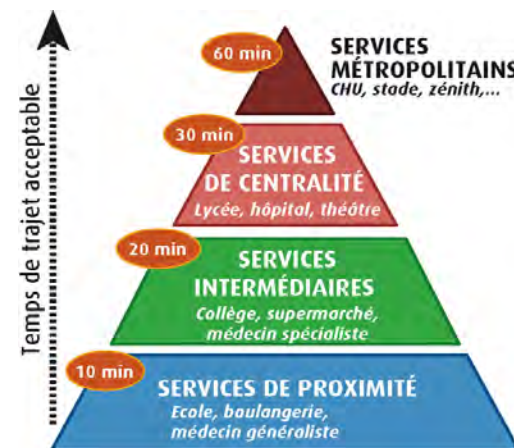 60 min
SERVICES
MÉTROPOLITAINS
CHU, stade, zénith,...
30 min
SERVICES
DE CENTRALITÉ
Lycée, hôpital, théâtre
20 min
SERVICES
INTERMÉDIAIRES
Collège, supermarché,
médecin spécialiste
10 min
SERVICES DE PROXIMITÉ
Ecole, boulangerie,
médecin généraliste
Temps de trajet acceptable